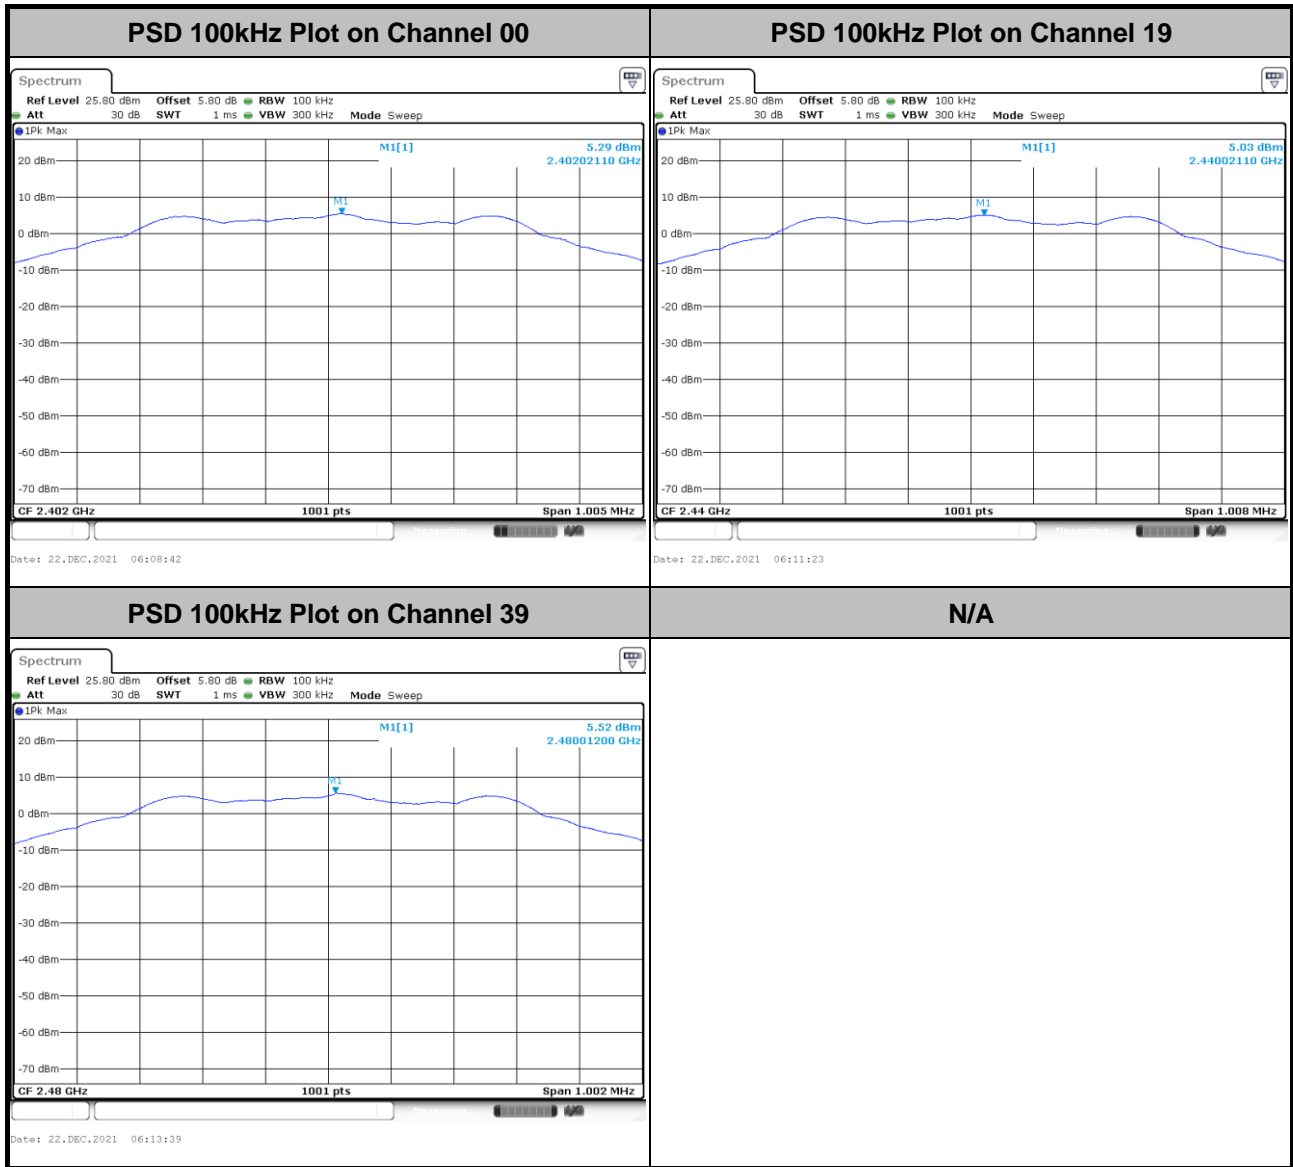 PSD 100kHz Plot on Channel 00
Spectrum
Ref Level 25.80 dBm Offset 5.80 dB RBW 100 kHz
Att 30 dB SWT 1 ms VBW 300 kHz Mode Sweep
1Pk Max
M1[1] 5.29 dBm
2.40202110 GHz
20 dBm
10 dBm
M1
0 dBm
-10 dBm
-20 dBm
-30 dBm
-40 dBm
-50 dBm
-60 dBm
-70 dBm
CF 2.402 GHz 1001 pts Span 1.005 MHz
Date: 22.DEC.2021 06:08:42
PSD 100kHz Plot on Channel 19
Spectrum
Ref Level 25.80 dBm Offset 5.80 dB RBW 100 kHz
Att 30 dB SWT 1 ms VBW 300 kHz Mode Sweep
1Pk Max
M1[1] 5.03 dBm
2.44002110 GHz
20 dBm
10 dBm
M1
0 dBm
-10 dBm
-20 dBm
-30 dBm
-40 dBm
-50 dBm
-60 dBm
-70 dBm
CF 2.44 GHz 1001 pts Span 1.008 MHz
Date: 22.DEC.2021 06:11:23
PSD 100kHz Plot on Channel 39
Spectrum
Ref Level 25.80 dBm Offset 5.80 dB RBW 100 kHz
Att 30 dB SWT 1 ms VBW 300 kHz Mode Sweep
1Pk Max
M1[1] 5.52 dBm
2.48001200 GHz
20 dBm
10 dBm
M1
0 dBm
-10 dBm
-20 dBm
-30 dBm
-40 dBm
-50 dBm
-60 dBm
-70 dBm
CF 2.48 GHz 1001 pts Span 1.002 MHz
Date: 22.DEC.2021 06:13:39
N/A